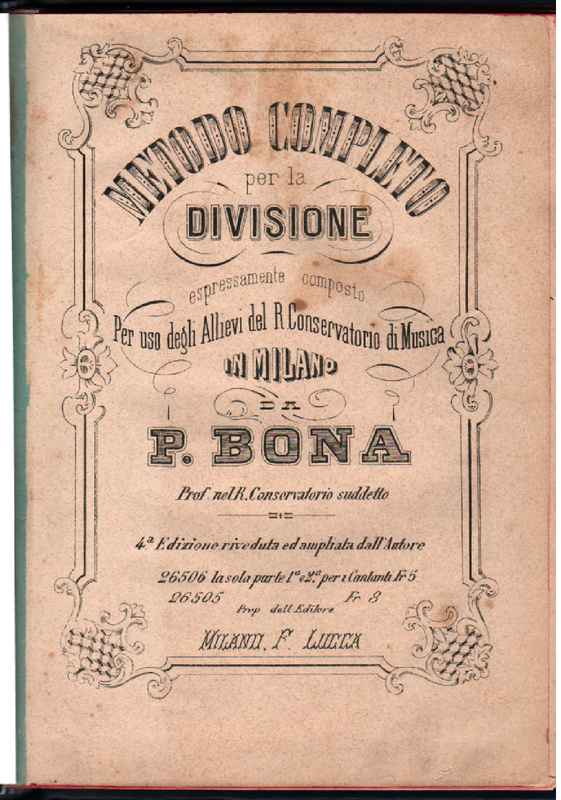 METODO COMPLETO
per la
DIVISIONE
espressamente composto
Per uso degli Allievi del R. Conservatorio di Musica
IN MILANO
DA
P. BONA
Prof. nel R. Conservatorio suddetto
4.ª Edizione riveduta ed ampliata dall'Autore
26506 la sola parte 1ª e 2ª per i Cantanti Fr 5
26505 Fr 8
Prop. dell'Editore
MILANO, F. LUCCA